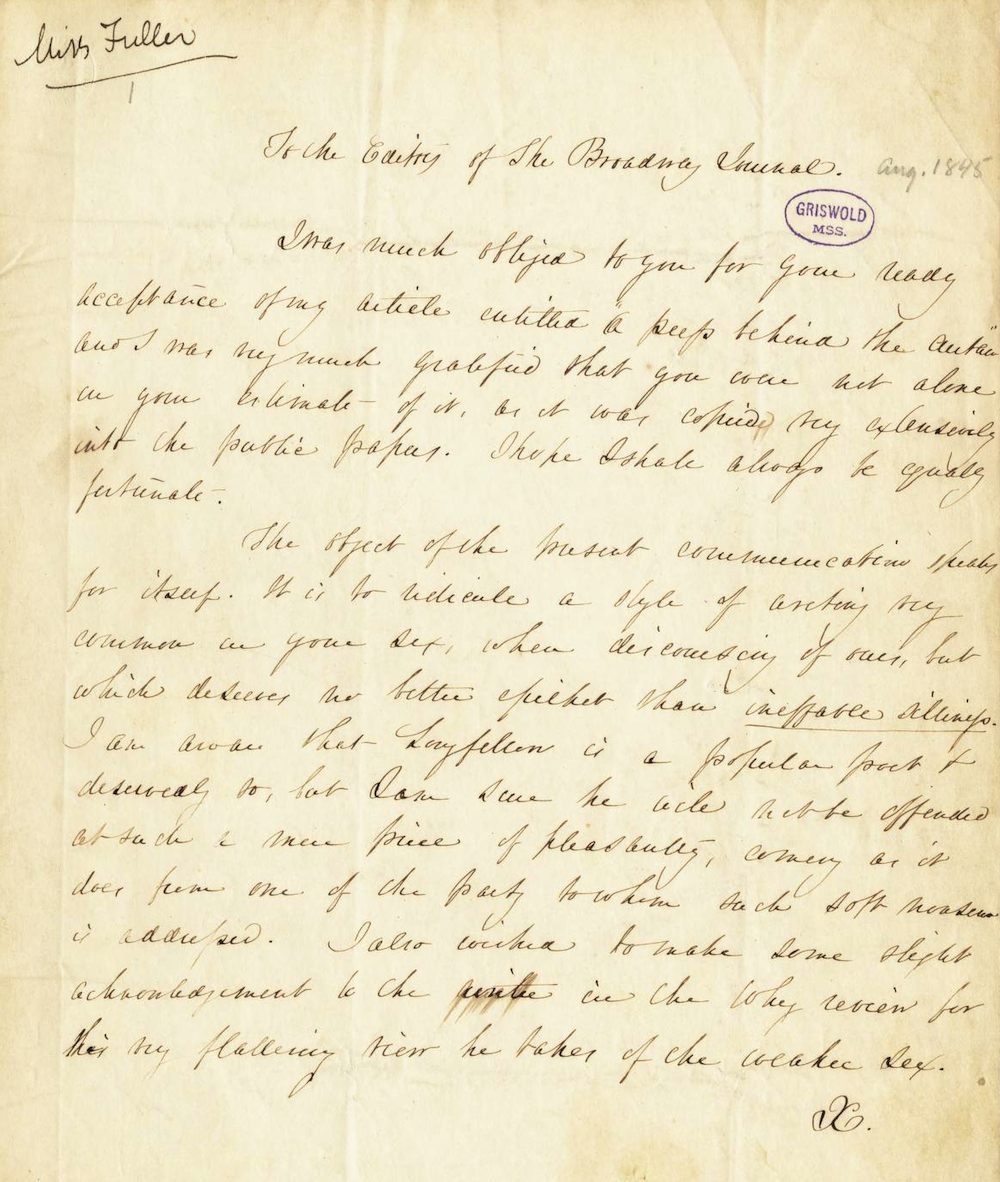 Miss Fuller
1
To the Editors of The Broadway Journal. Aug. 1845
GRISWOLD
MSS.
I was much obliged to you for your ready
acceptance of my article entitled "a peep behind the curtain"
and I was very much gratified that you were not alone
in your estimate of it, as it was copied very extensively
into the public papers. I hope I shall always be equally
fortunate.
The object of the present communication speaks
for itself. It is to ridicule a style of writing very
common in your sex, when discoursing of ours, but
which deserves no better epithet than ineffable silliness.
I am aware that Longfellow is a popular poet &
deservedly so, but I am sure he will not be offended
at such a mere piece of pleasantry, coming as it
does from one of the party to whom such soft nonsense
is addressed. I also wished to make some slight
acknowledgement to the in the Whig review for
his very flattering view he takes of the weaker sex.
X.